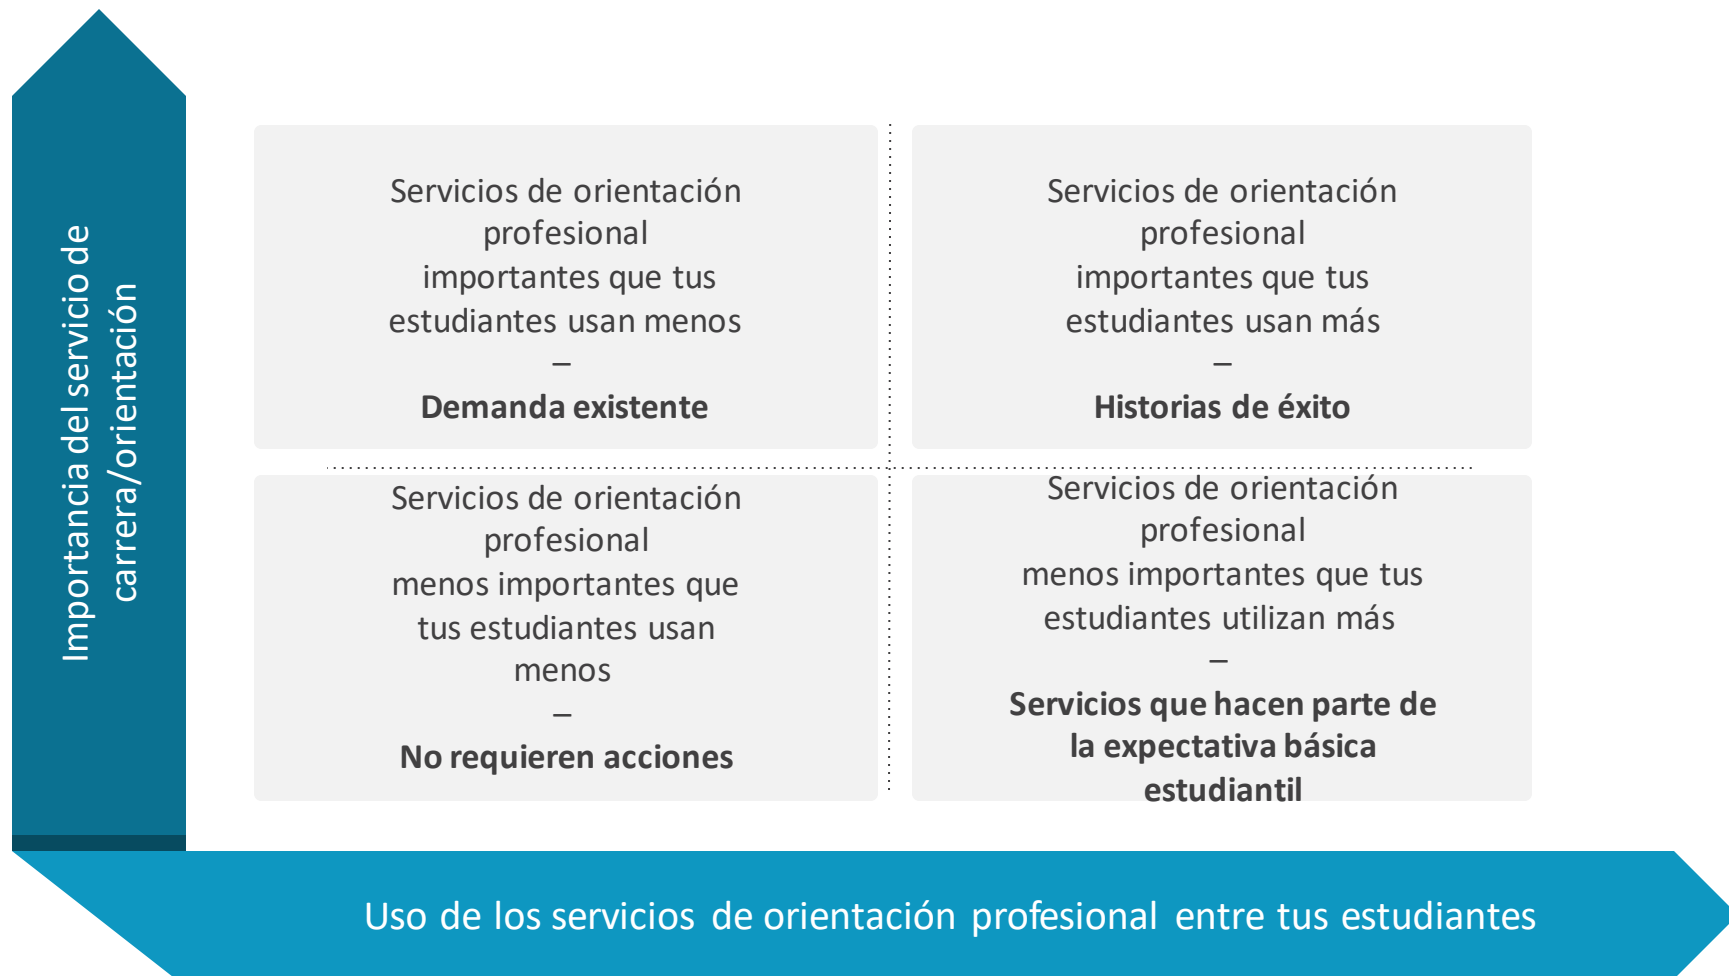 Importancia del servicio de
carrera/orientación
Servicios de orientación
profesional
importantes que tus
estudiantes usan menos
–
Demanda existente
Servicios de orientación
profesional
importantes que tus
estudiantes usan más
–
Historias de éxito
Servicios de orientación
profesional
menos importantes que
tus estudiantes usan
menos
–
No requieren acciones
Servicios de orientación
profesional
menos importantes que tus
estudiantes utilizan más
–
Servicios que hacen parte de
la expectativa básica
estudiantil
Uso de los servicios de orientación profesional entre tus estudiantes